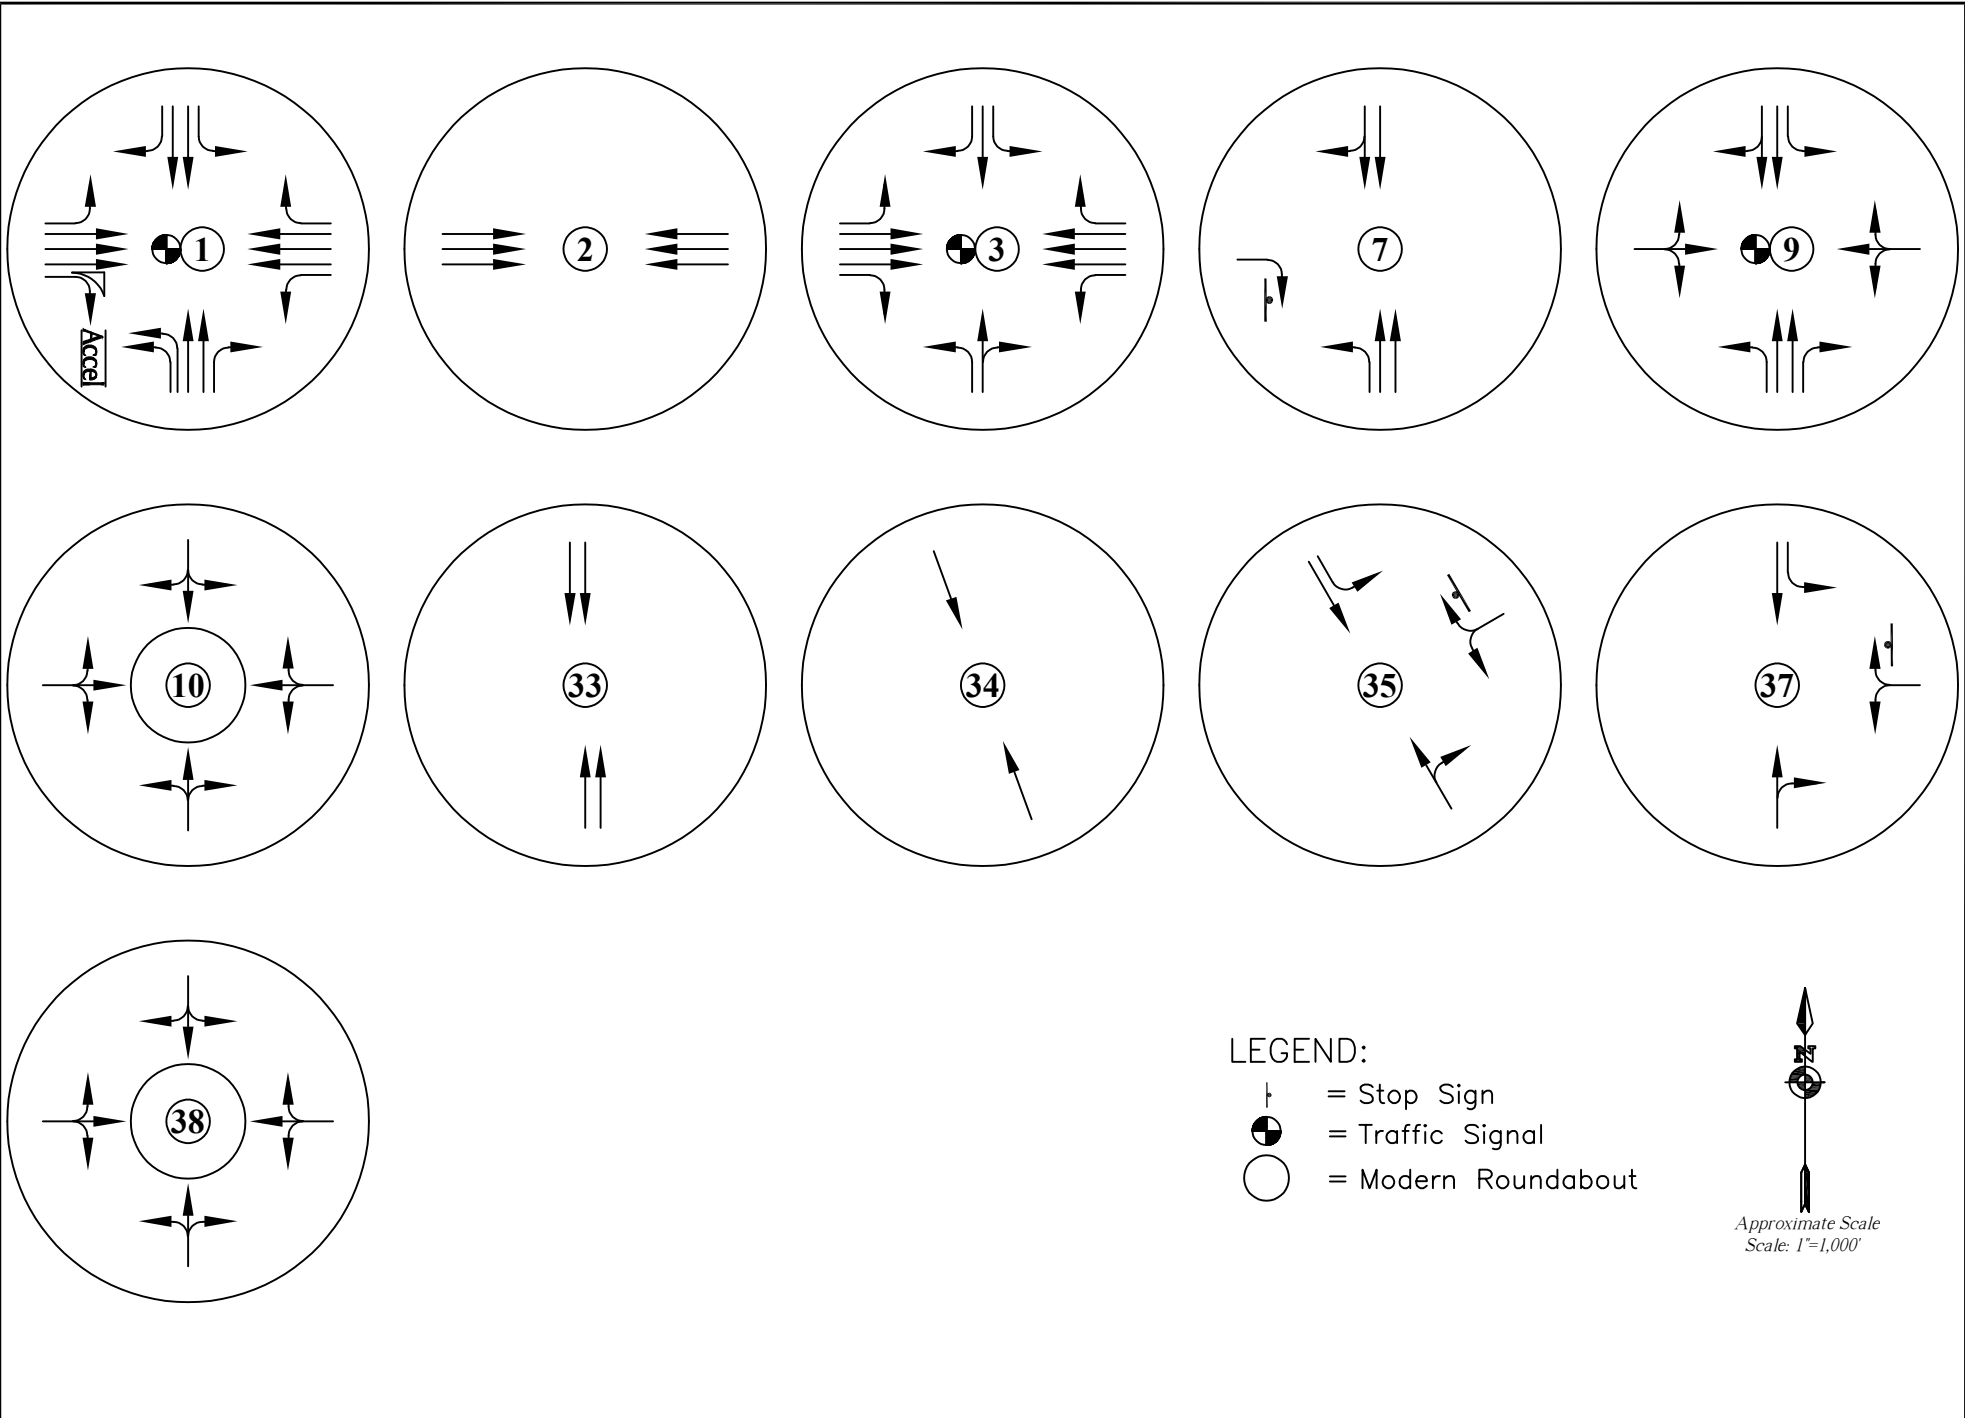 1
2
3
7
9
Accel
10
33
34
35
37
38
LEGEND:
= Stop Sign
= Traffic Signal
= Modern Roundabout
N
Approximate Scale
Scale: 1"=1,000'